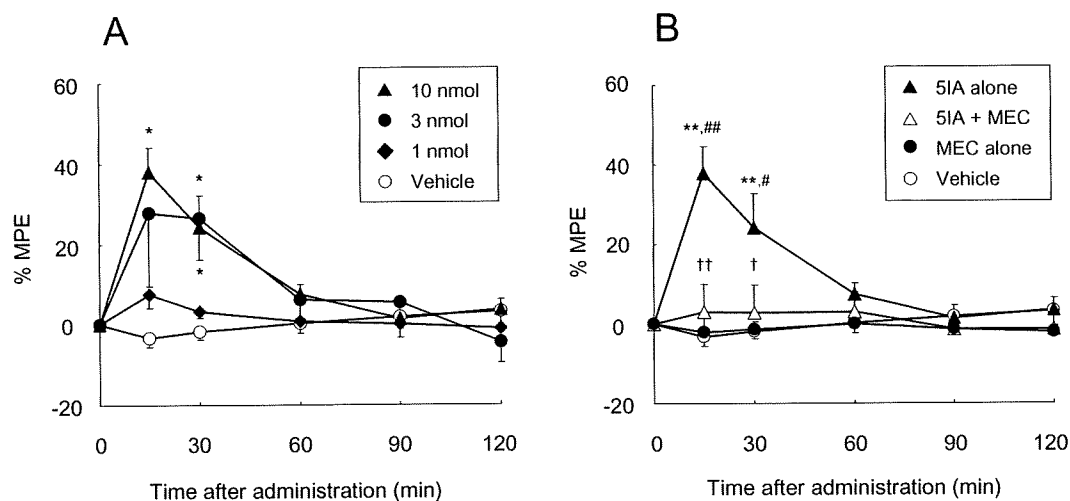 A
60
40
20
0
-20
% MPE
10 nmol
3 nmol
1 nmol
Vehicle
*
*
*
0 30 60 90 120
Time after administration (min)
B
60
40
20
0
-20
% MPE
5IA alone
5IA + MEC
MEC alone
Vehicle
**,##
**,#
††
†
0 30 60 90 120
Time after administration (min)